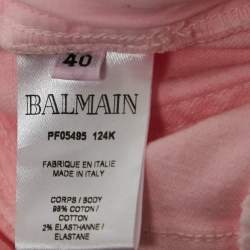 40
BALMAIN
PF05495 124K
FABRIQUE EN ITALIE
MADE IN ITALY
CORPS / BODY
98% COTON /
COTTON
2% ELASTHANNE /
ELASTANE